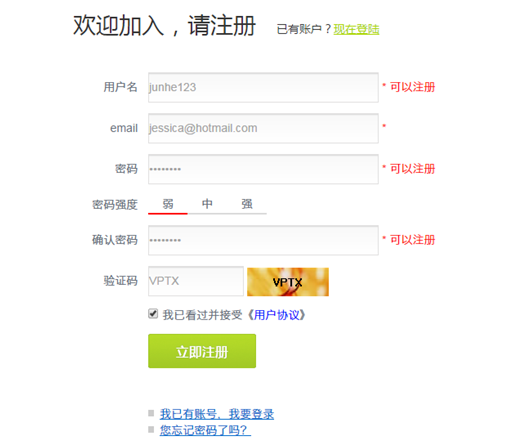 欢迎加入，请注册 已有账户？现在登陆
用户名 junhe123 * 可以注册
email jessica@hotmail.com *
密码 •••••••• * 可以注册
密码强度 弱 中 强
确认密码 •••••••• * 可以注册
验证码 VPTX VPTX
我已看过并接受《用户协议》
立即注册
我已有账号，我要登录
您忘记密码了吗？